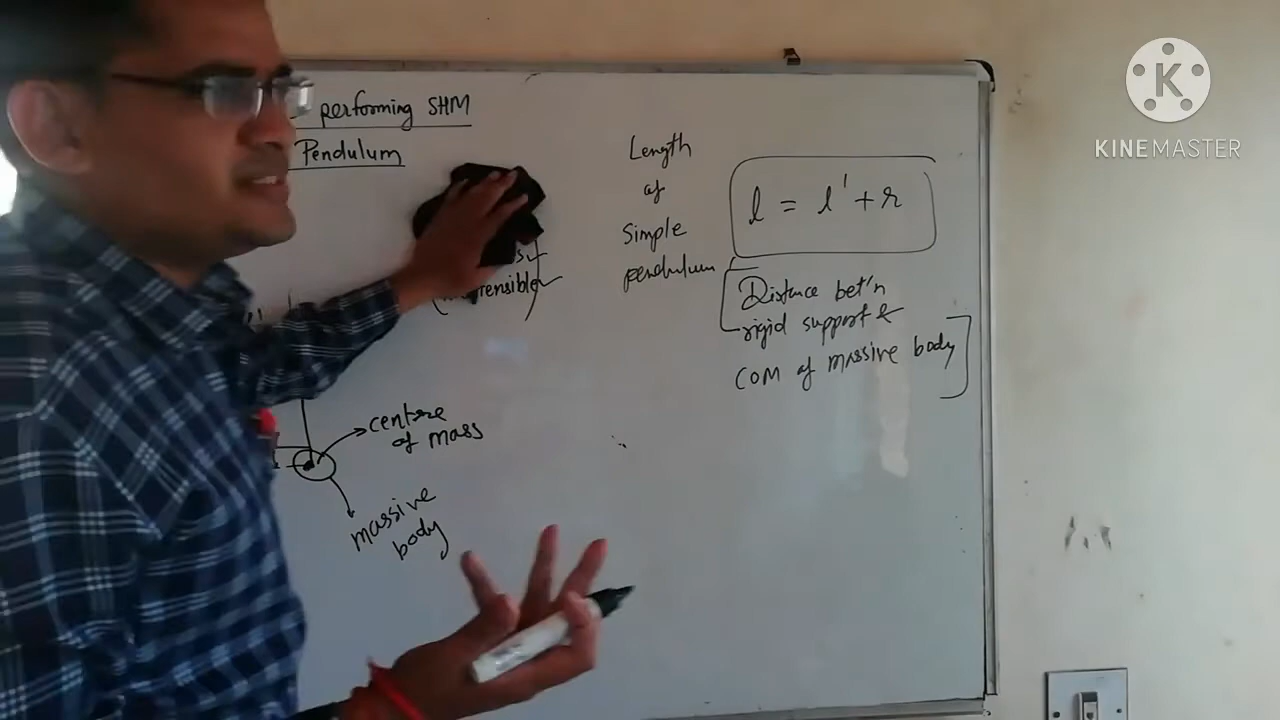 performing SHM
Pendulum
Length
of
simple
pendulum
l = l' + r
Distance bet'n
rigid support &
COM of massive body
centre
of mass
massive
body
K
KINEMASTER